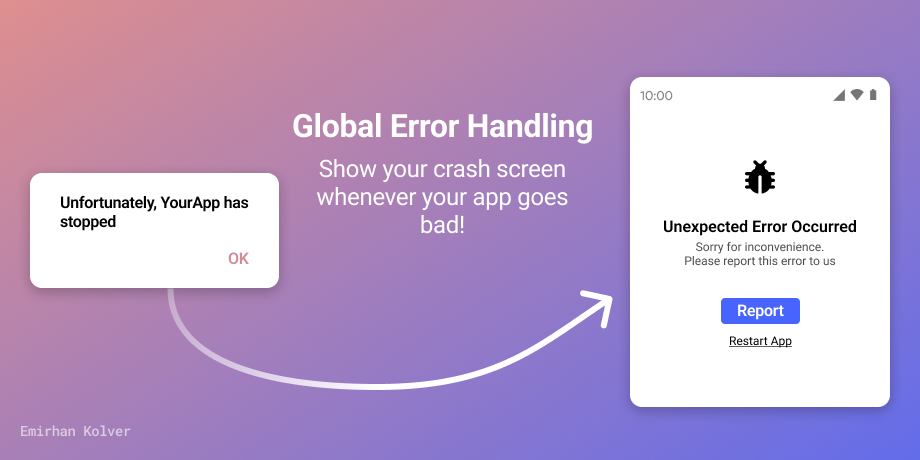 Global Error Handling
Show your crash screen
whenever your app goes
bad!
Unfortunately, YourApp has
stopped
OK
10:00
Unexpected Error Occurred
Sorry for inconvenience.
Please report this error to us
Report
Restart App
Emirhan Kolver